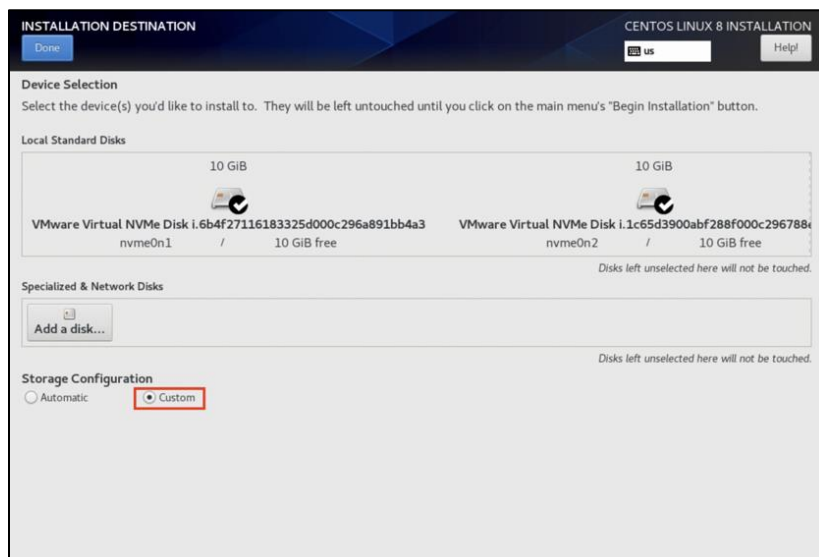 INSTALLATION DESTINATION
CENTOS LINUX 8 INSTALLATION
Done
us
Help!
Device Selection
Select the device(s) you'd like to install to. They will be left untouched until you click on the main menu's "Begin Installation" button.
Local Standard Disks
10 GiB
10 GiB
VMware Virtual NVMe Disk i.6b4f27116183325d000c296a891bb4a3
VMware Virtual NVMe Disk i.1c65d3900abf288f000c296788
nvme0n1 / 10 GiB free
nvme0n2 / 10 GiB free
Disks left unselected here will not be touched.
Specialized & Network Disks
Add a disk...
Disks left unselected here will not be touched.
Storage Configuration
Automatic
Custom